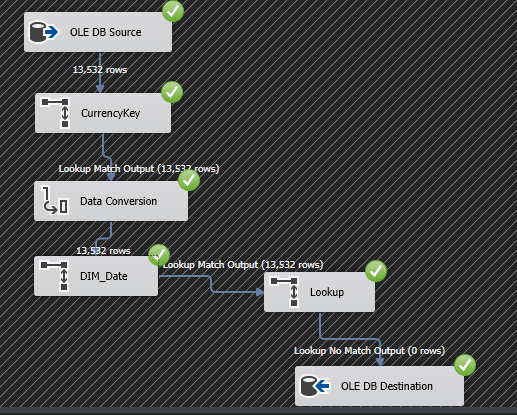 OLE DB Source
13,532 rows
CurrencyKey
Lookup Match Output (13,532 rows)
Data Conversion
13,532 rows
DIM_Date
Lookup Match Output (13,532 rows)
Lookup
Lookup No Match Output (0 rows)
OLE DB Destination